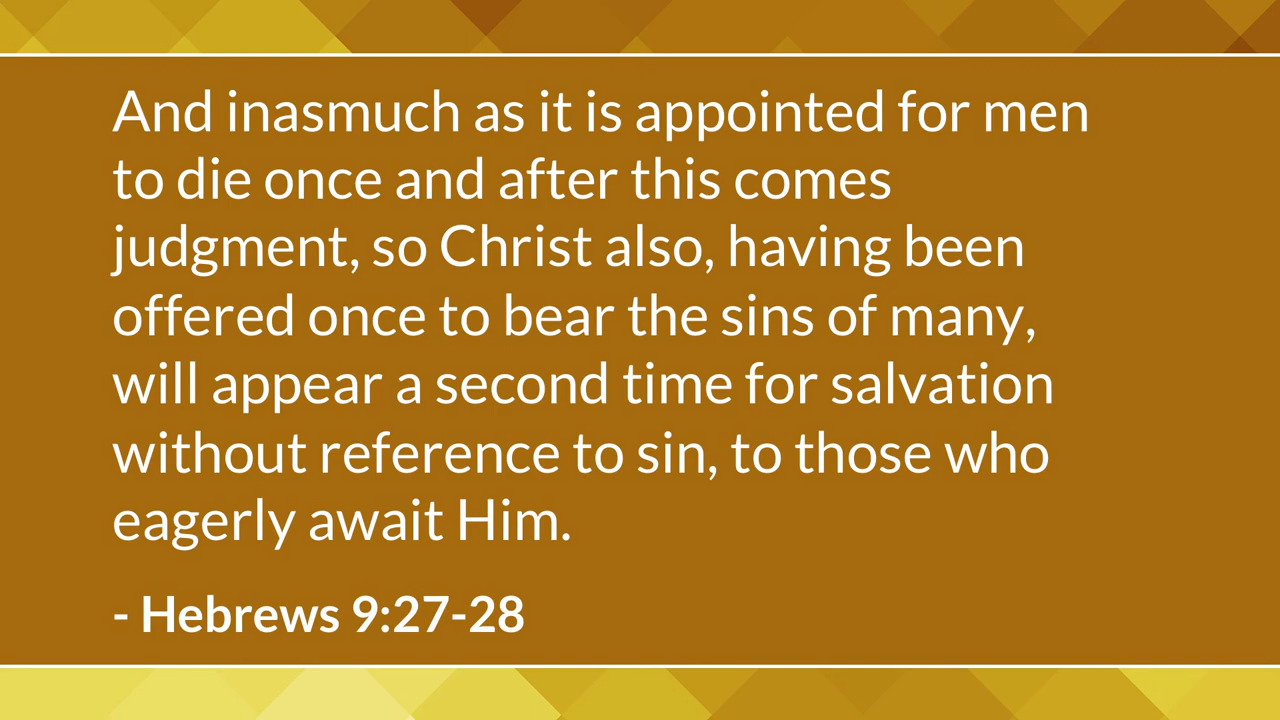 And inasmuch as it is appointed for men
to die once and after this comes
judgment, so Christ also, having been
offered once to bear the sins of many,
will appear a second time for salvation
without reference to sin, to those who
eagerly await Him.
- Hebrews 9:27-28